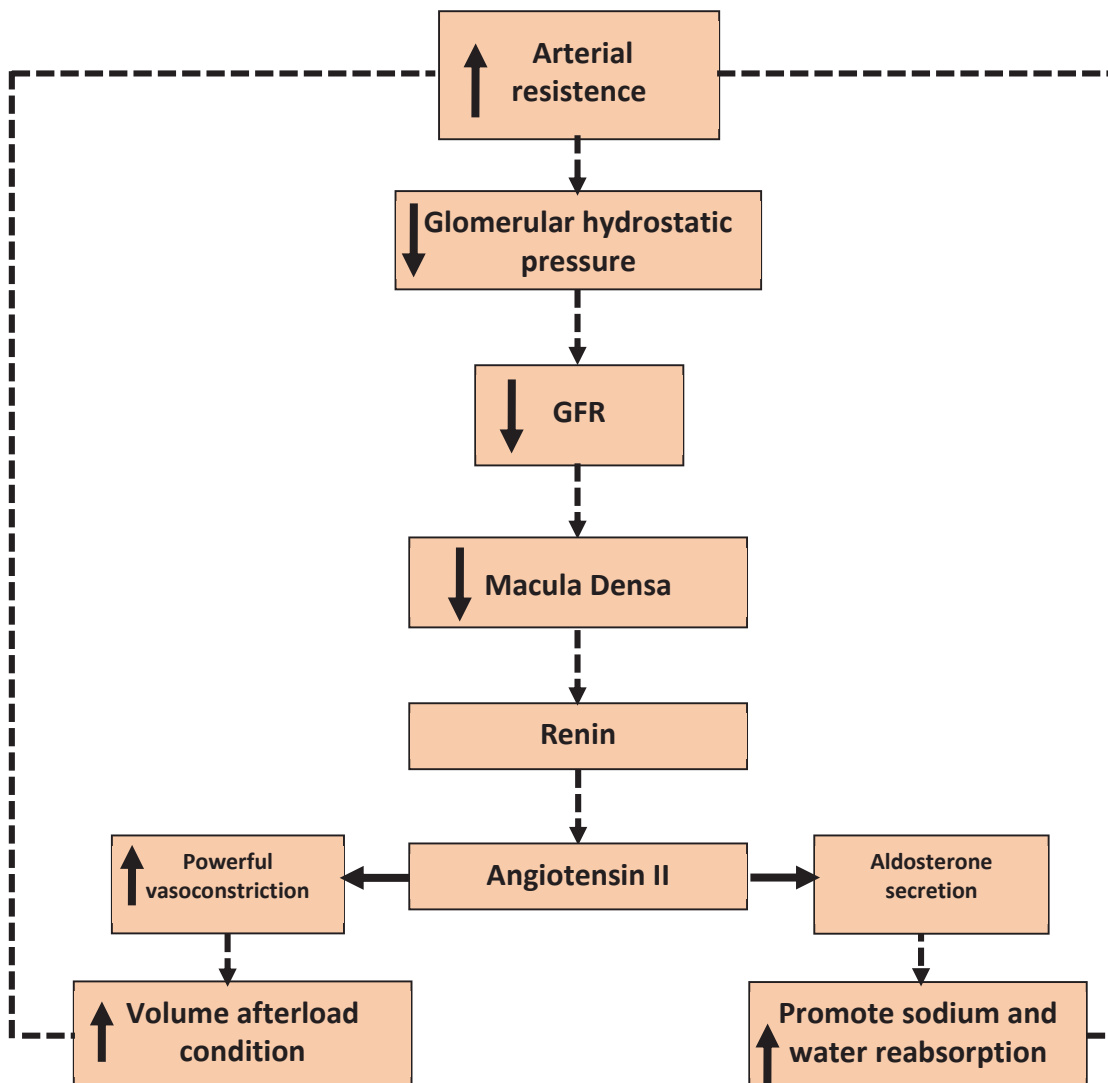 Arterial
resistence
Glomerular hydrostatic
pressure
GFR
Macula Densa
Renin
Powerful
vasoconstriction
Angiotensin II
Aldosterone
secretion
Volume afterload
condition
Promote sodium and
water reabsorption